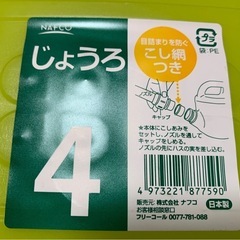 NAFCO
じょうろ
4
目詰まりを防ぐ
こし網
つき
プラ
袋:PE
ノズル
キャップ
★本体にこしあみを
セットし、ノズルを通して
キャップをしめる。
ノズルの先にハスの実を差し込む。
4 973221 877590
販売元:株式会社 ナフコ
お客様相談窓口
フリーコール 0077-781-088
日本製